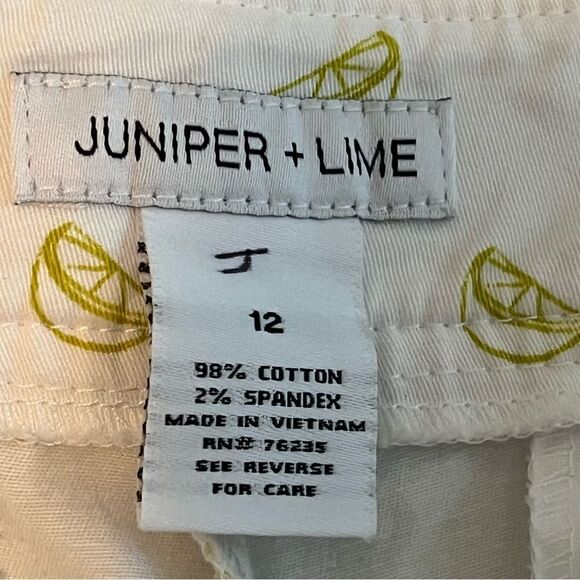 JUNIPER + LIME
J
12
98% COTTON
2% SPANDEX
MADE IN VIETNAM
RN# 76235
SEE REVERSE
FOR CARE